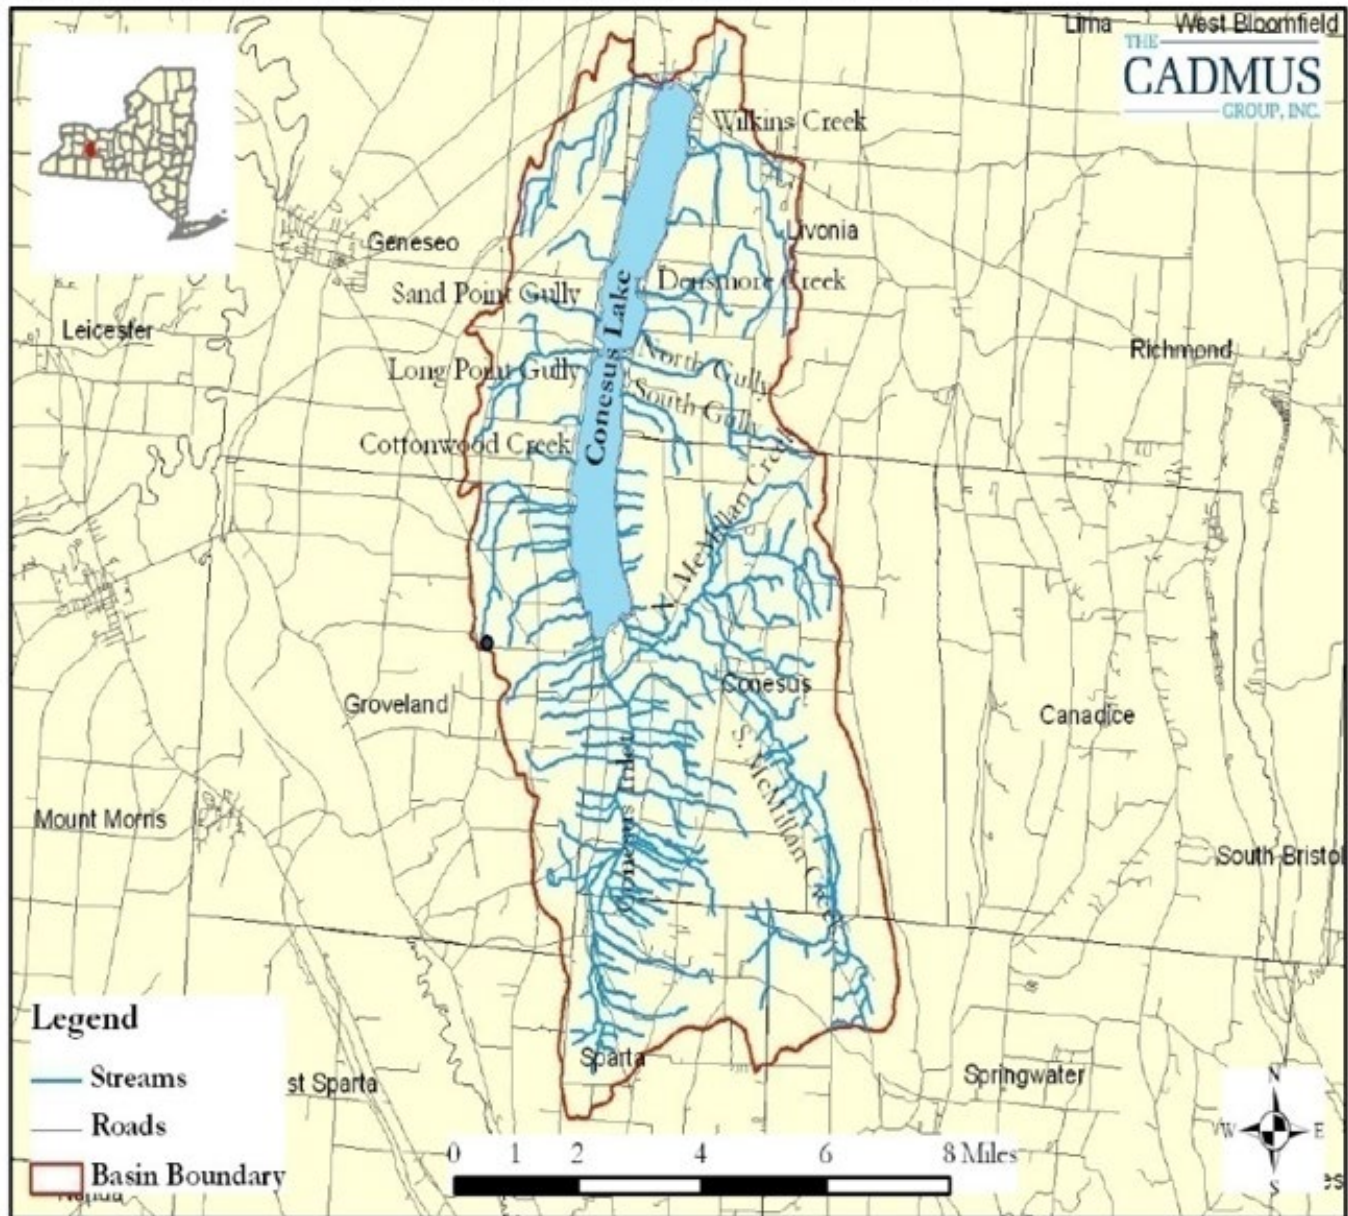 Lima
West Bloomfield
THE
CADMUS
GROUP, INC.
Wilkins Creek
Livonia
Geneseo
Densmore Creek
Sand Point Gully
Leicester
Richmond
North Gully
Long Point Gully
South Gully
Conesus Lake
Cottonwood Creek
N. McMillan Creek
Conesus
Groveland
Canadice
S. McMillan Creek
Conesus Inlet
Mount Morris
South Bristol
Legend
Streams
Roads
Basin Boundary
Sparta
st Sparta
Springwater
N
W
E
S
0 1 2 4 6 8 Miles